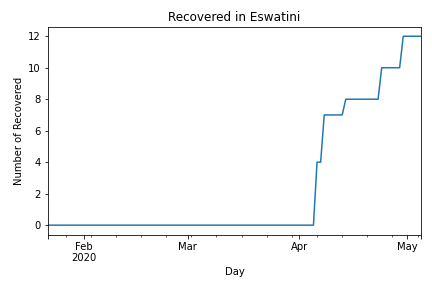 Recovered in Eswatini
Number of Recovered
12
10
8
6
4
2
0
Feb
2020
Mar
Apr
May
Day